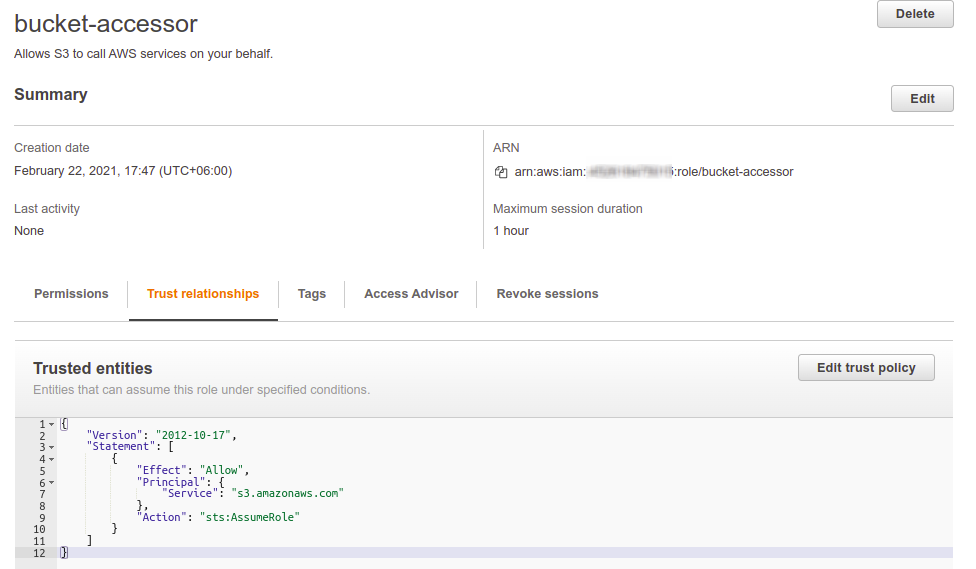 bucket-accessor
Delete
Allows S3 to call AWS services on your behalf.
Summary
Edit
Creation date
February 22, 2021, 17:47 (UTC+06:00)
ARN
arn:aws:iam: :role/bucket-accessor
Last activity
None
Maximum session duration
1 hour
Permissions
Trust relationships
Tags
Access Advisor
Revoke sessions
Trusted entities
Entities that can assume this role under specified conditions.
Edit trust policy
1 {
2 "Version": "2012-10-17",
3 "Statement": [
4 {
5 "Effect": "Allow",
6 "Principal": {
7 "Service": "s3.amazonaws.com"
8 },
9 "Action": "sts:AssumeRole"
10 }
11 ]
12 }